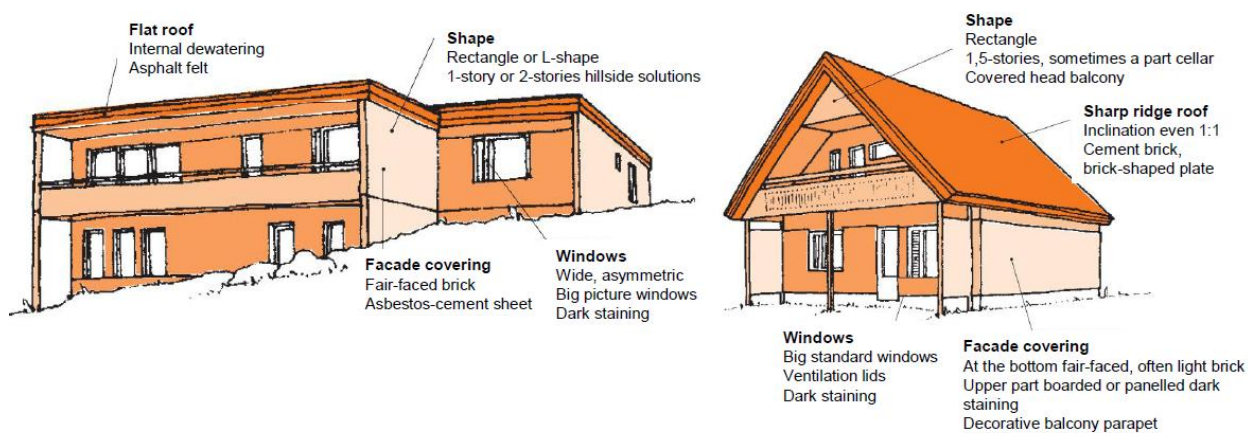 Flat roof
Internal dewatering
Asphalt felt
Shape
Rectangle or L-shape
1-story or 2-stories hillside solutions
Facade covering
Fair-faced brick
Asbestos-cement sheet
Windows
Wide, asymmetric
Big picture windows
Dark staining
Shape
Rectangle
1,5-stories, sometimes a part cellar
Covered head balcony
Sharp ridge roof
Inclination even 1:1
Cement brick,
brick-shaped plate
Windows
Big standard windows
Ventilation lids
Dark staining
Facade covering
At the bottom fair-faced, often light brick
Upper part boarded or panelled dark
staining
Decorative balcony parapet